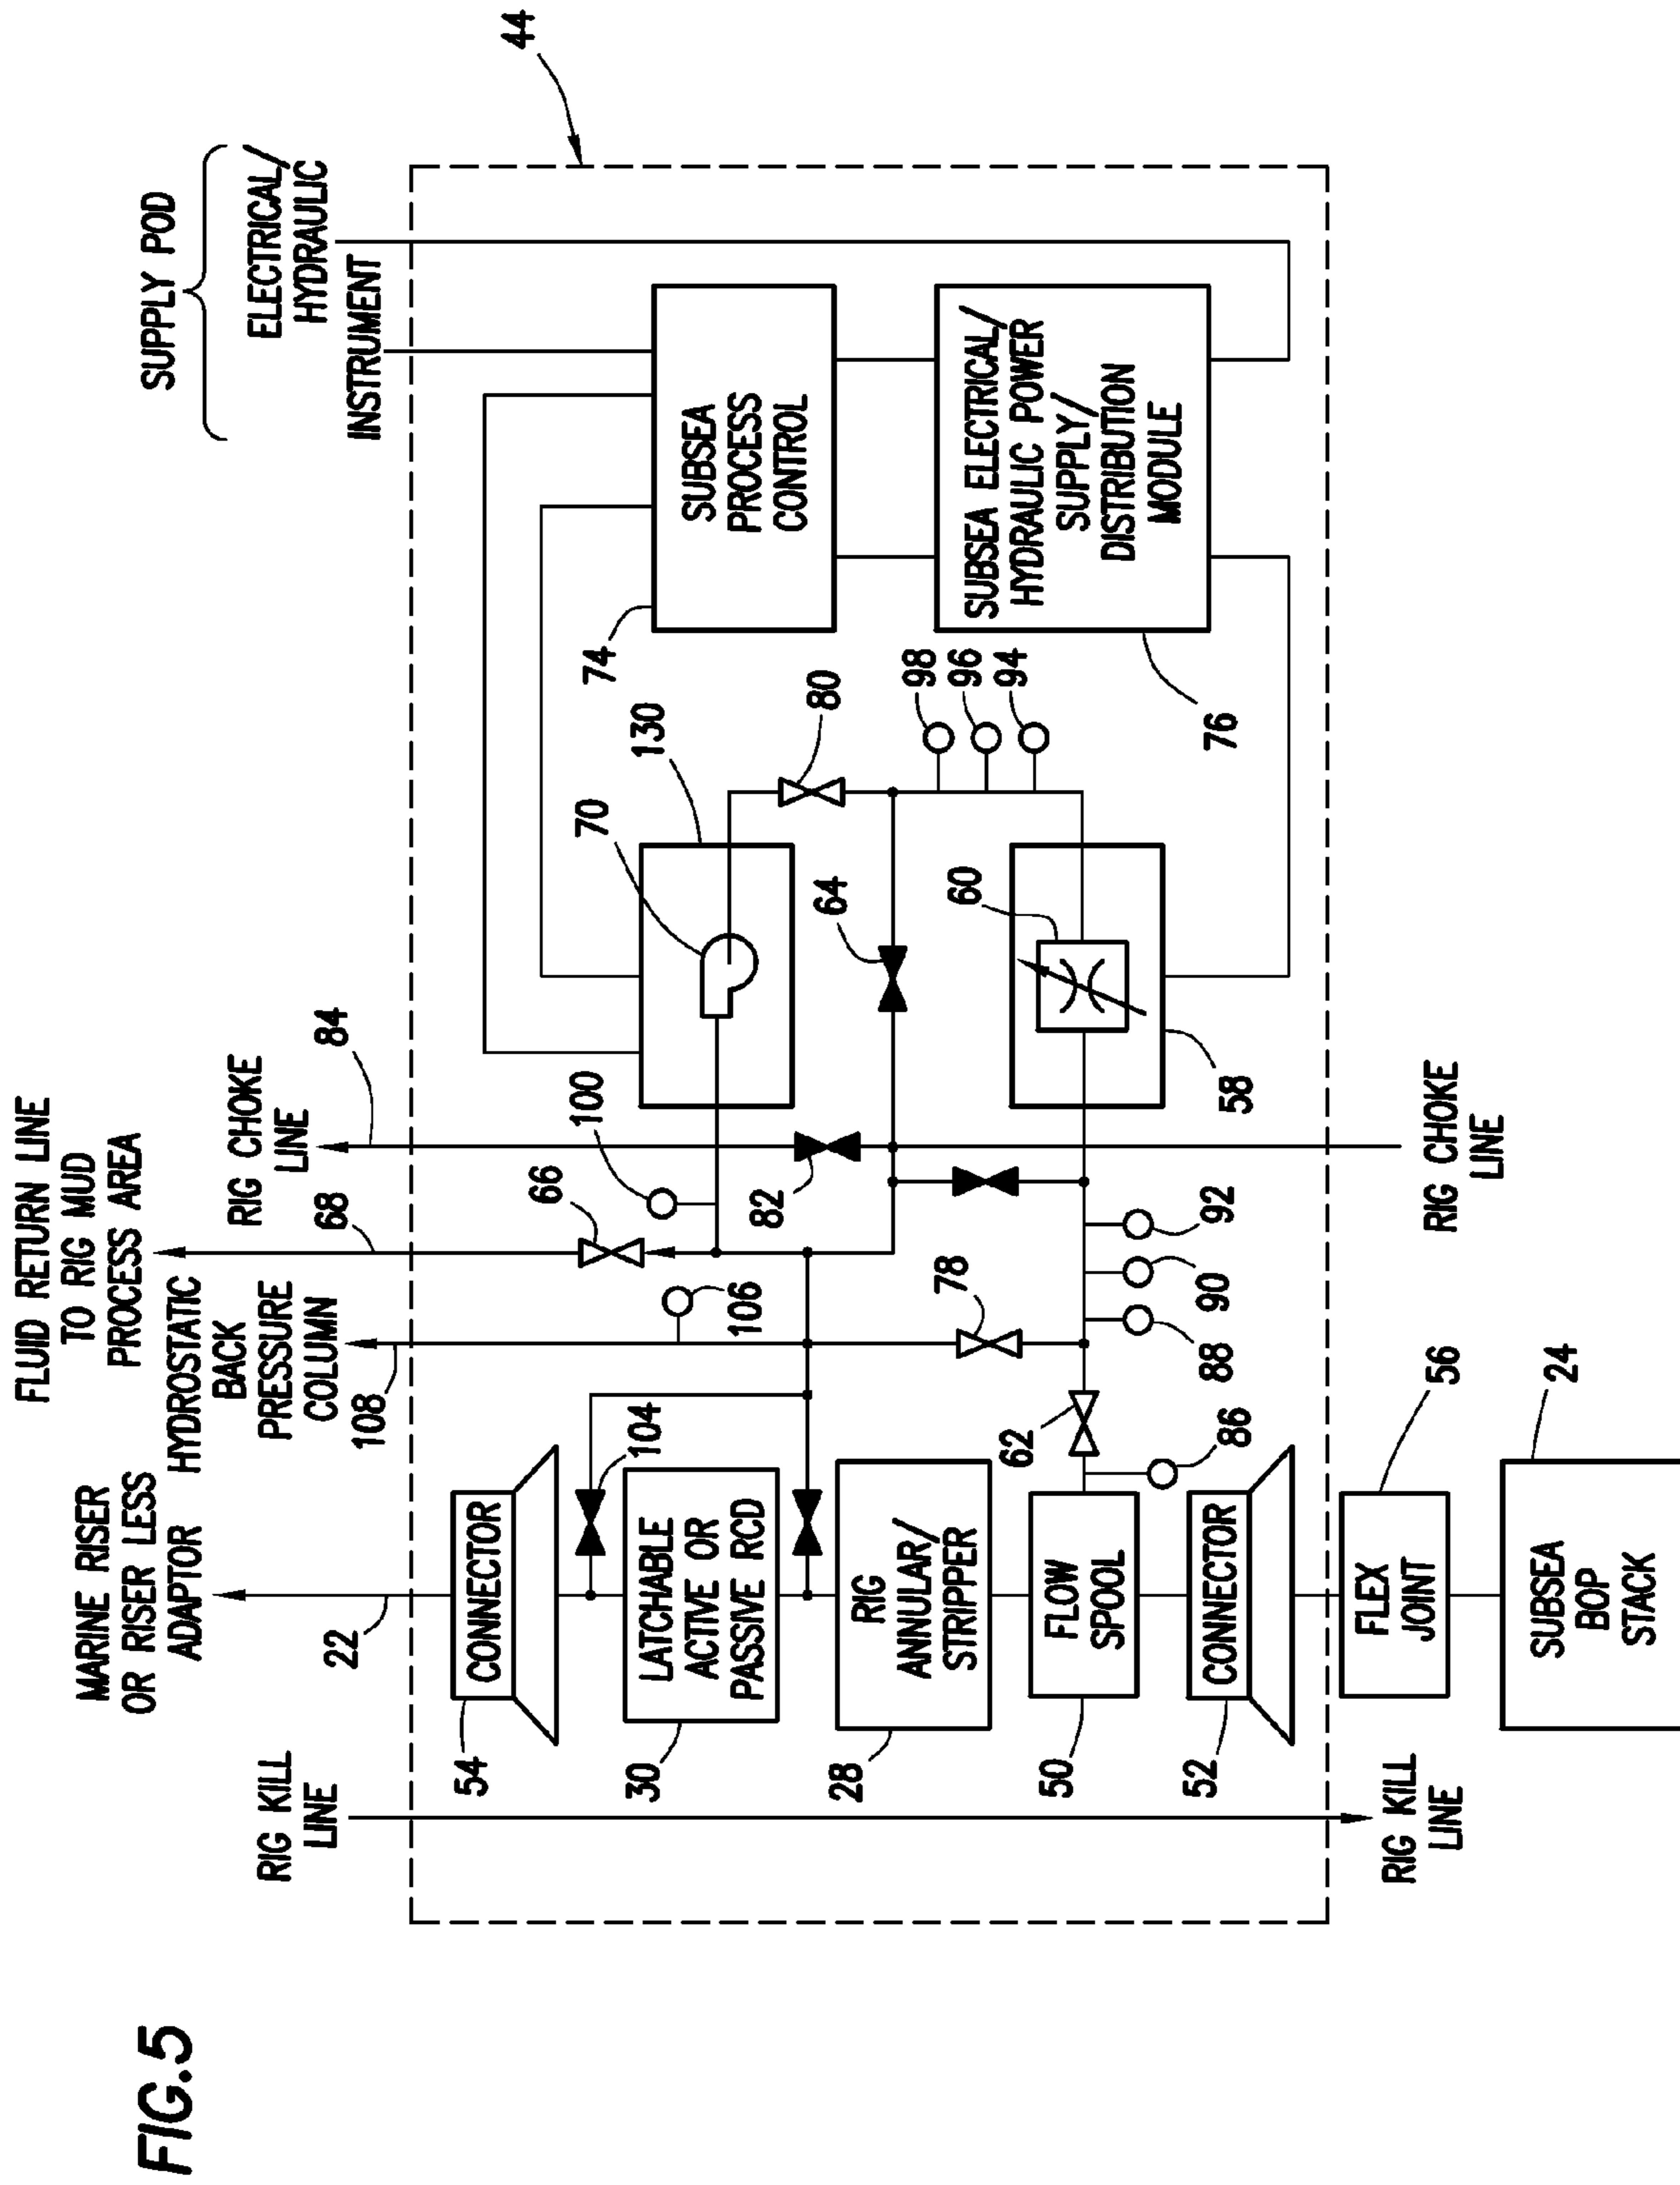 FIG.5
SUPPLY POD
ELECTRICAL/
HYDRAULIC
INSTRUMENT
44
FLUID RETURN LINE
TO RIG MUD
PROCESS AREA
RIG CHOKE
LINE
84
68
HYDROSTATIC
BACK
PRESSURE
COLUMN
108
MARINE RISER
OR RISER LESS
ADAPTOR
22
RIG KILL
LINE
CONNECTOR
54
104
LATCHABLE
ACTIVE OR
PASSIVE RCD
30
RIG
ANNULAR/
STRIPPER
28
FLOW
SPOOL
50
CONNECTOR
52
FLEX
JOINT
56
SUBSEA
BOP
STACK
24
RIG KILL
LINE
RIG CHOKE
LINE
66
100
106
82
78
62
86
88
90
92
70
130
80
64
60
58
98
96
94
SUBSEA
PROCESS
CONTROL
74
SUBSEA ELECTRICAL/
HYDRAULIC POWER
SUPPLY/
DISTRIBUTION
MODULE
76